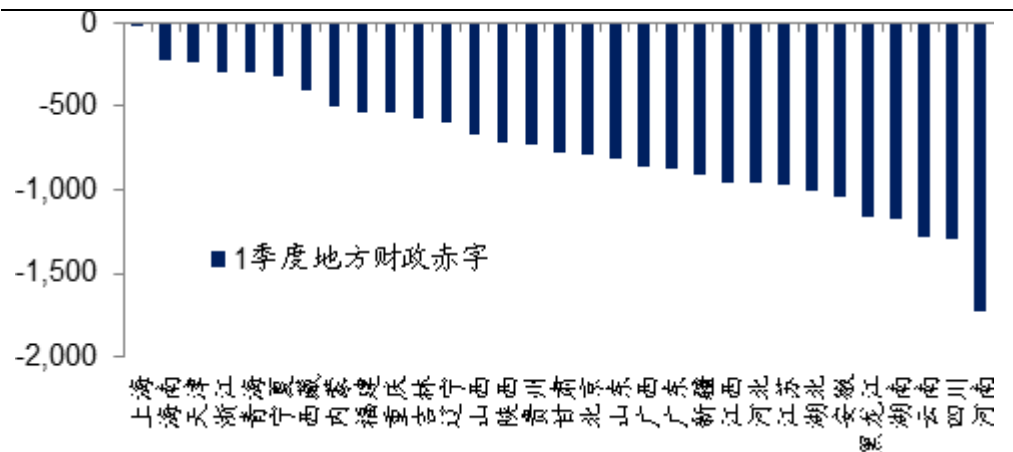 0
-500
-1,000
-1,500
-2,000
1季度地方财政赤字
上海
海南
天津
浙江
青海
宁夏
西藏
内蒙
福建
重庆
吉林
辽宁
山西
陕西
贵州
甘肃
北京
山东
广西
广东
新疆
江西
河北
江苏
湖北
安徽
黑龙江
湖南
云南
四川
河南